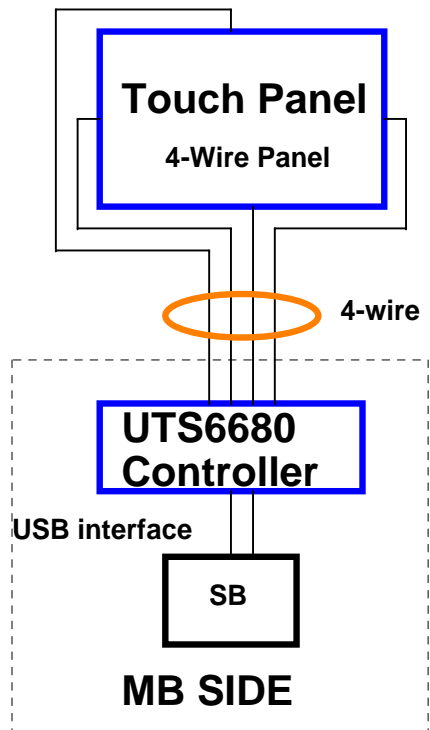 Touch Panel
4-Wire Panel
4-wire
UTS6680
Controller
USB interface
SB
MB SIDE